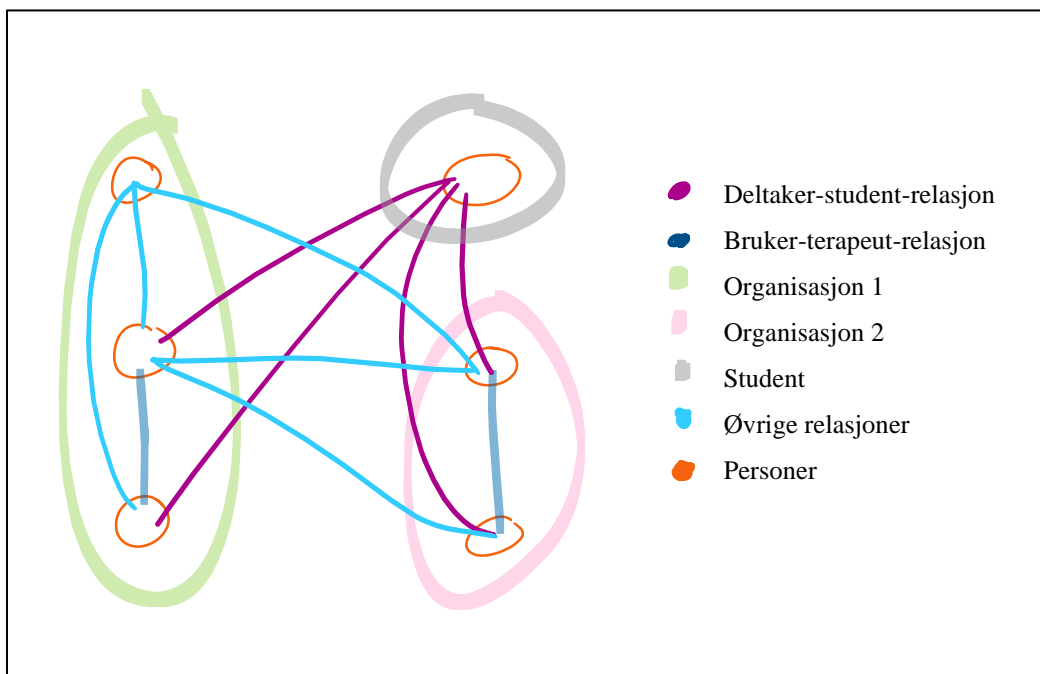 Deltaker-student-relasjon
Bruker-terapeut-relasjon
Organisasjon 1
Organisasjon 2
Student
Øvrige relasjoner
Personer